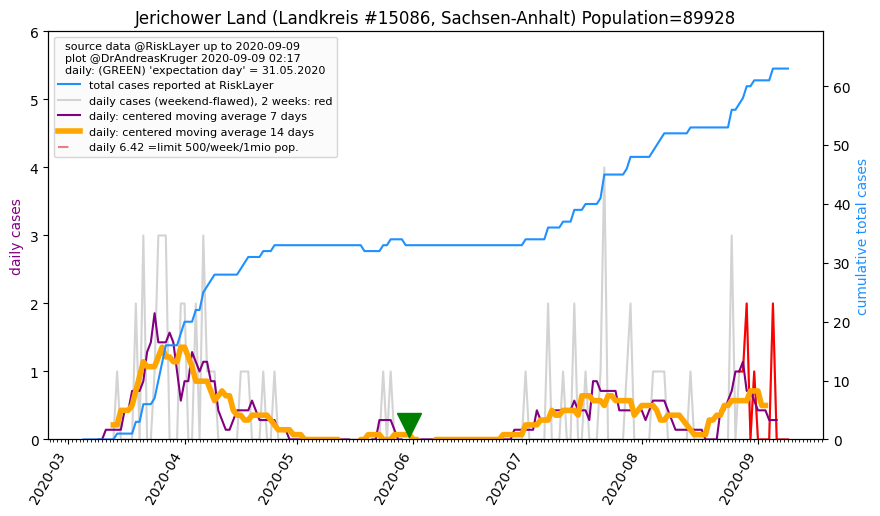 Jerichower Land (Landkreis #15086, Sachsen-Anhalt) Population=89928
source data @RiskLayer up to 2020-09-09
plot @DrAndreasKruger 2020-09-09 02:17
daily: (GREEN) 'expectation day' = 31.05.2020
total cases reported at RiskLayer
daily cases (weekend-flawed), 2 weeks: red
daily: centered moving average 7 days
daily: centered moving average 14 days
daily 6.42 =limit 500/week/1mio pop.
daily cases
6
5
4
3
2
1
0
cumulative total cases
60
50
40
30
20
10
0
2020-03
2020-04
2020-05
2020-06
2020-07
2020-08
2020-09